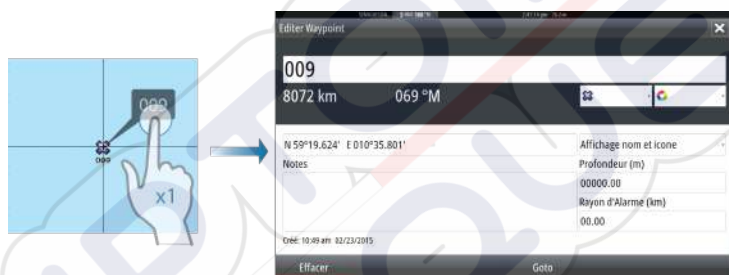 Editer Waypoint
009
8072 km 069 °M
009
009
x1
N 59°19.624' E 010°35.801'
Affichage nom et icone
Notes
Profondeur (m)
00000.00
Rayon d'Alarme (km)
00.00
Créé: 10:49 am 02/23/2015
Effacer Goto